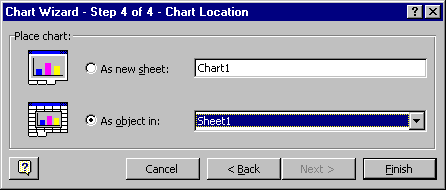 Chart Wizard - Step 4 of 4 - Chart Location
Place chart:
As new sheet: Chart1
As object in: Sheet1
Cancel < Back Next > Finish